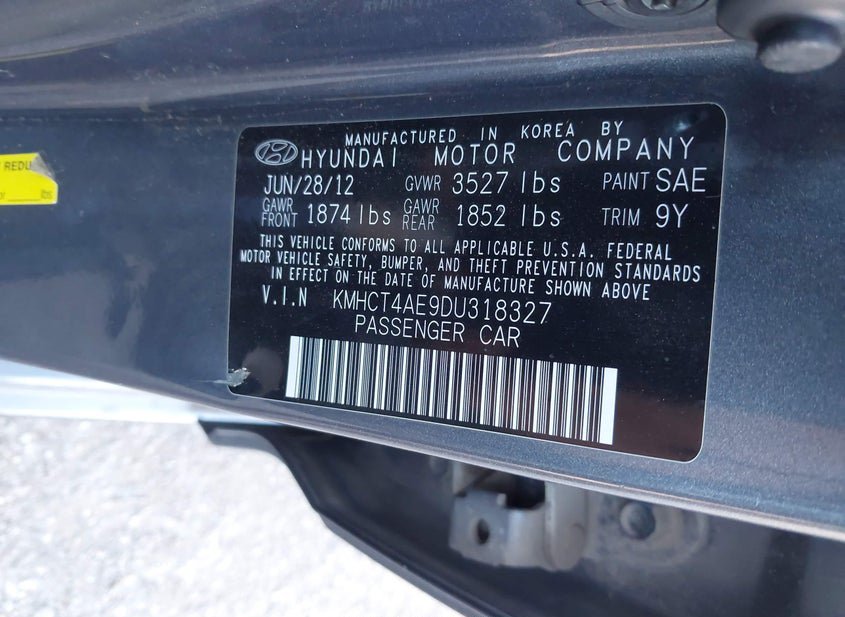 REDU
lbs
MANUFACTURED IN KOREA BY
HYUNDAI MOTOR COMPANY
JUN/28/12 GVWR 3527 lbs PAINT SAE
GAWR FRONT 1874 lbs GAWR REAR 1852 lbs TRIM 9Y
THIS VEHICLE CONFORMS TO ALL APPLICABLE U.S.A. FEDERAL
MOTOR VEHICLE SAFETY, BUMPER, AND THEFT PREVENTION STANDARDS
IN EFFECT ON THE DATE OF MANUFACTURE SHOWN ABOVE
V.I.N KMHCT4AE9DU318327
PASSENGER CAR